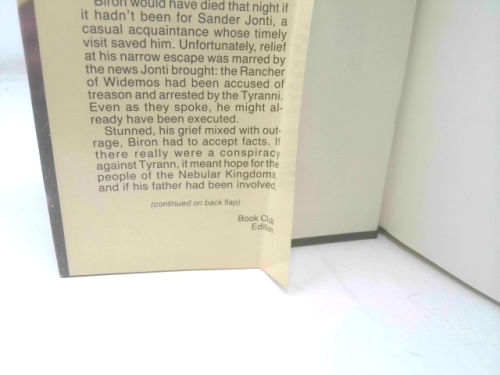 Biron would have died that night if
it hadn't been for Sander Jonti, a
casual acquaintance whose timely
visit saved him. Unfortunately, relief
at his narrow escape was marred by
the news Jonti brought: the Rancher
of Widemos had been accused of
treason and arrested by the Tyranni.
Even as they spoke, he might al-
ready have been executed.
Stunned, his grief mixed with out-
rage, Biron had to accept facts. If
there really were a conspiracy
against Tyrann, it meant hope for the
people of the Nebular Kingdoms,
and if his father had been involved,
(continued on back flap)
Book Club
Edition